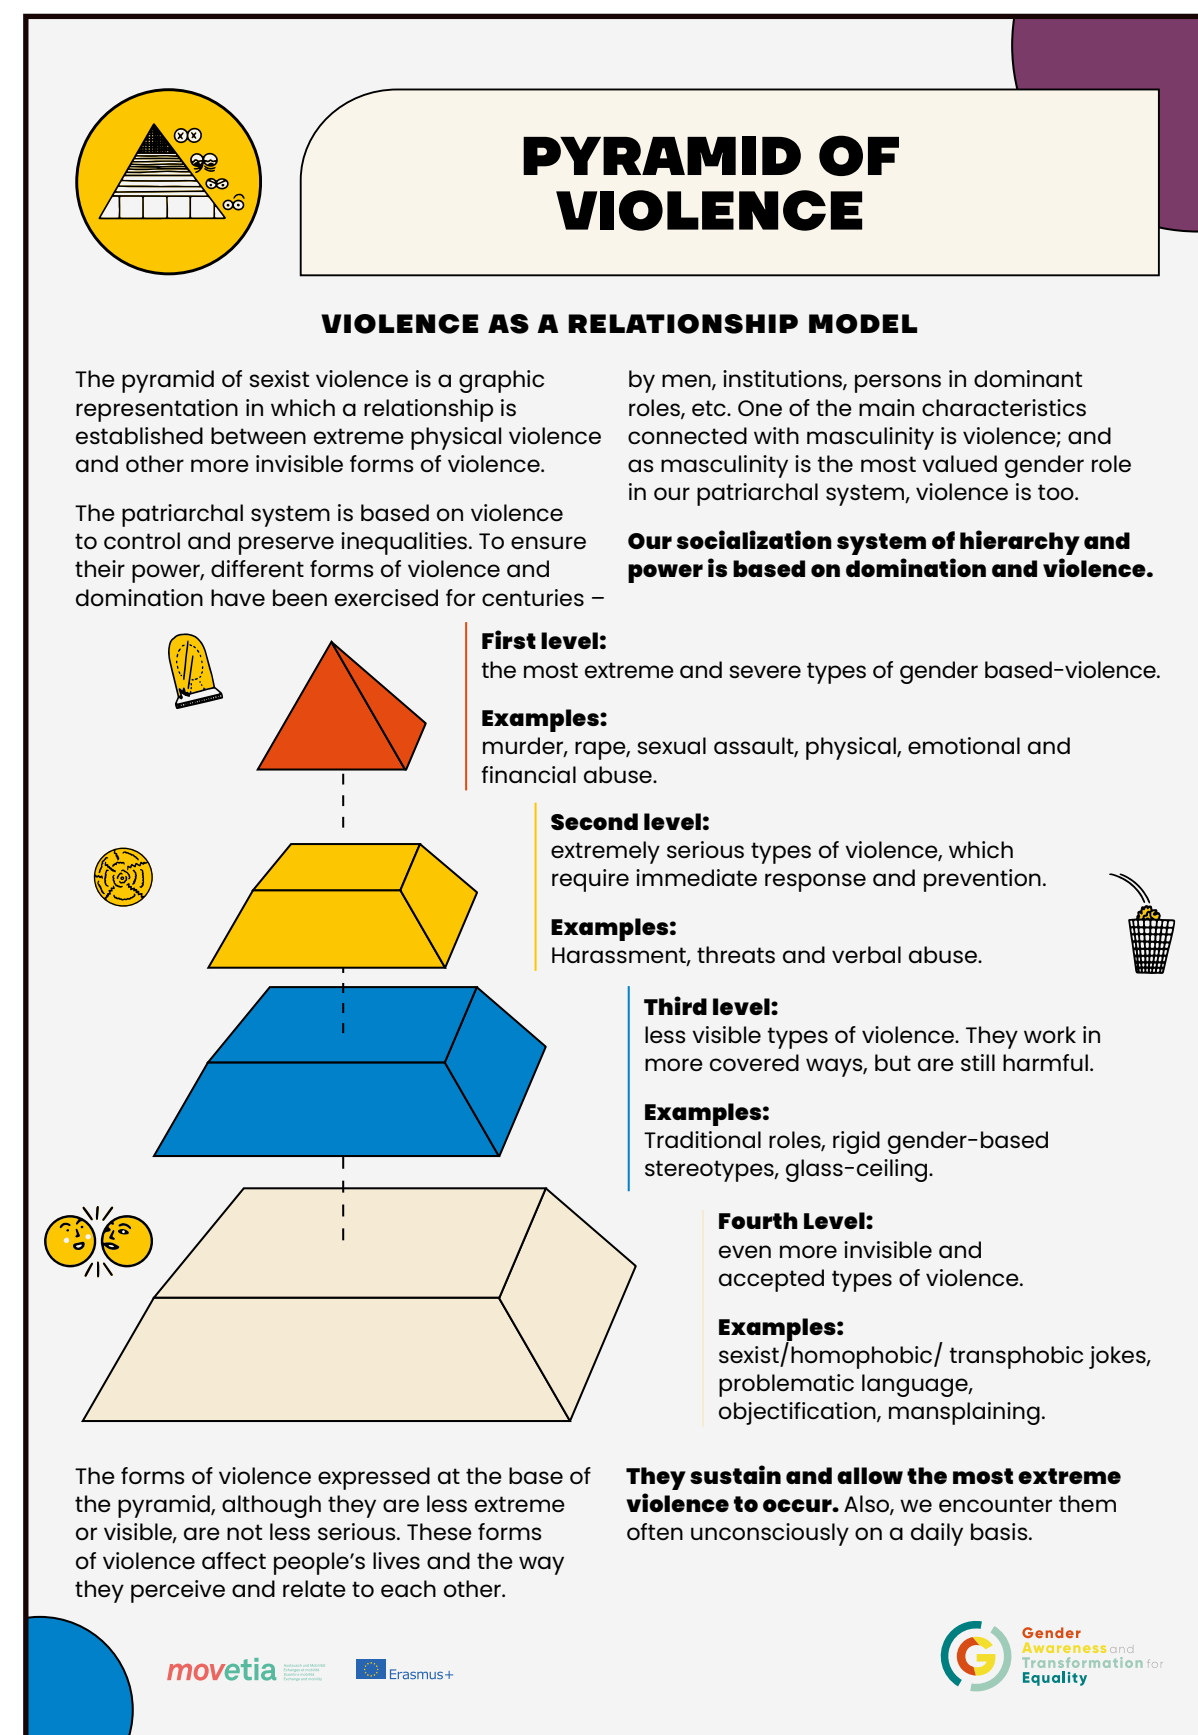 PYRAMID OF
VIOLENCE
VIOLENCE AS A RELATIONSHIP MODEL
The pyramid of sexist violence is a graphic
representation in which a relationship is
established between extreme physical violence
and other more invisible forms of violence.
The patriarchal system is based on violence
to control and preserve inequalities. To ensure
their power, different forms of violence and
domination have been exercised for centuries –
by men, institutions, persons in dominant
roles, etc. One of the main characteristics
connected with masculinity is violence; and
as masculinity is the most valued gender role
in our patriarchal system, violence is too.
Our socialization system of hierarchy and
power is based on domination and violence.
First level:
the most extreme and severe types of gender based-violence.
Examples:
murder, rape, sexual assault, physical, emotional and
financial abuse.
Second level:
extremely serious types of violence, which
require immediate response and prevention.
Examples:
Harassment, threats and verbal abuse.
Third level:
less visible types of violence. They work in
more covered ways, but are still harmful.
Examples:
Traditional roles, rigid gender-based
stereotypes, glass-ceiling.
Fourth Level:
even more invisible and
accepted types of violence.
Examples:
sexist/homophobic/ transphobic jokes,
problematic language,
objectification, mansplaining.
The forms of violence expressed at the base of
the pyramid, although they are less extreme
or visible, are not less serious. These forms
of violence affect people's lives and the way
they perceive and relate to each other.
They sustain and allow the most extreme
violence to occur. Also, we encounter them
often unconsciously on a daily basis.
movetia
Erasmus+
Gender
Awareness and
Transformation for
Equality